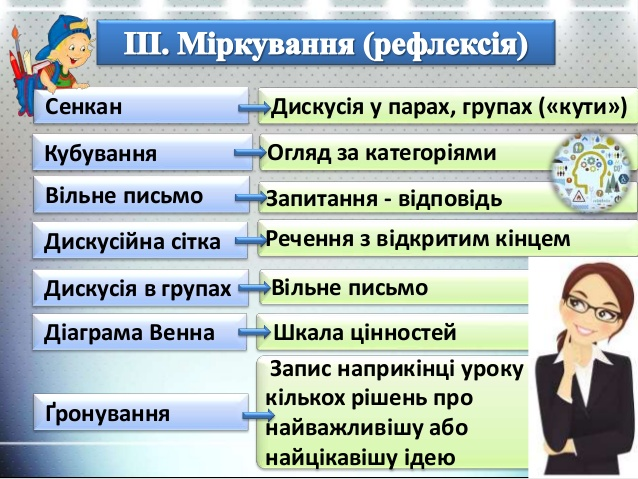 III. Міркування (рефлексія)
Сенкан
Дискусія у парах, групах («кути»)
Кубування
Огляд за категоріями
Вільне письмо
Запитання - відповідь
Дискусійна сітка
Речення з відкритим кінцем
Дискусія в групах
Вільне письмо
Діаграма Венна
Шкала цінностей
Ґронування
Запис наприкінці уроку
кількох рішень про
найважливішу або
найцікавішу ідею